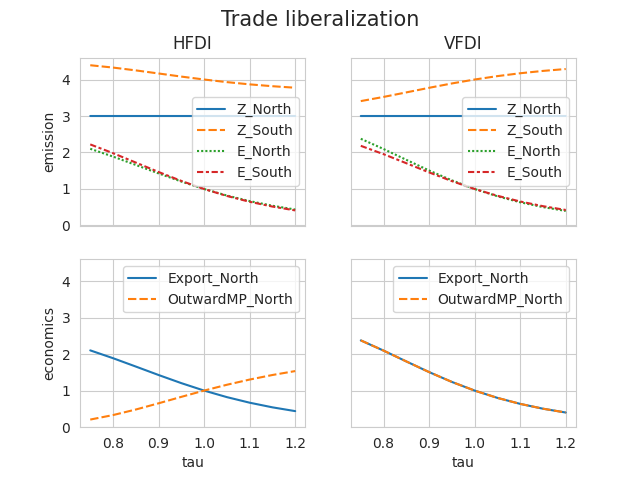 Trade liberalization
HFDI
VFDI
emission
4
3
2
1
0
Z_North
Z_South
E_North
E_South
Z_North
Z_South
E_North
E_South
economics
4
3
2
1
0
Export_North
OutwardMP_North
Export_North
OutwardMP_North
0.8 0.9 1.0 1.1 1.2
0.8 0.9 1.0 1.1 1.2
tau
tau